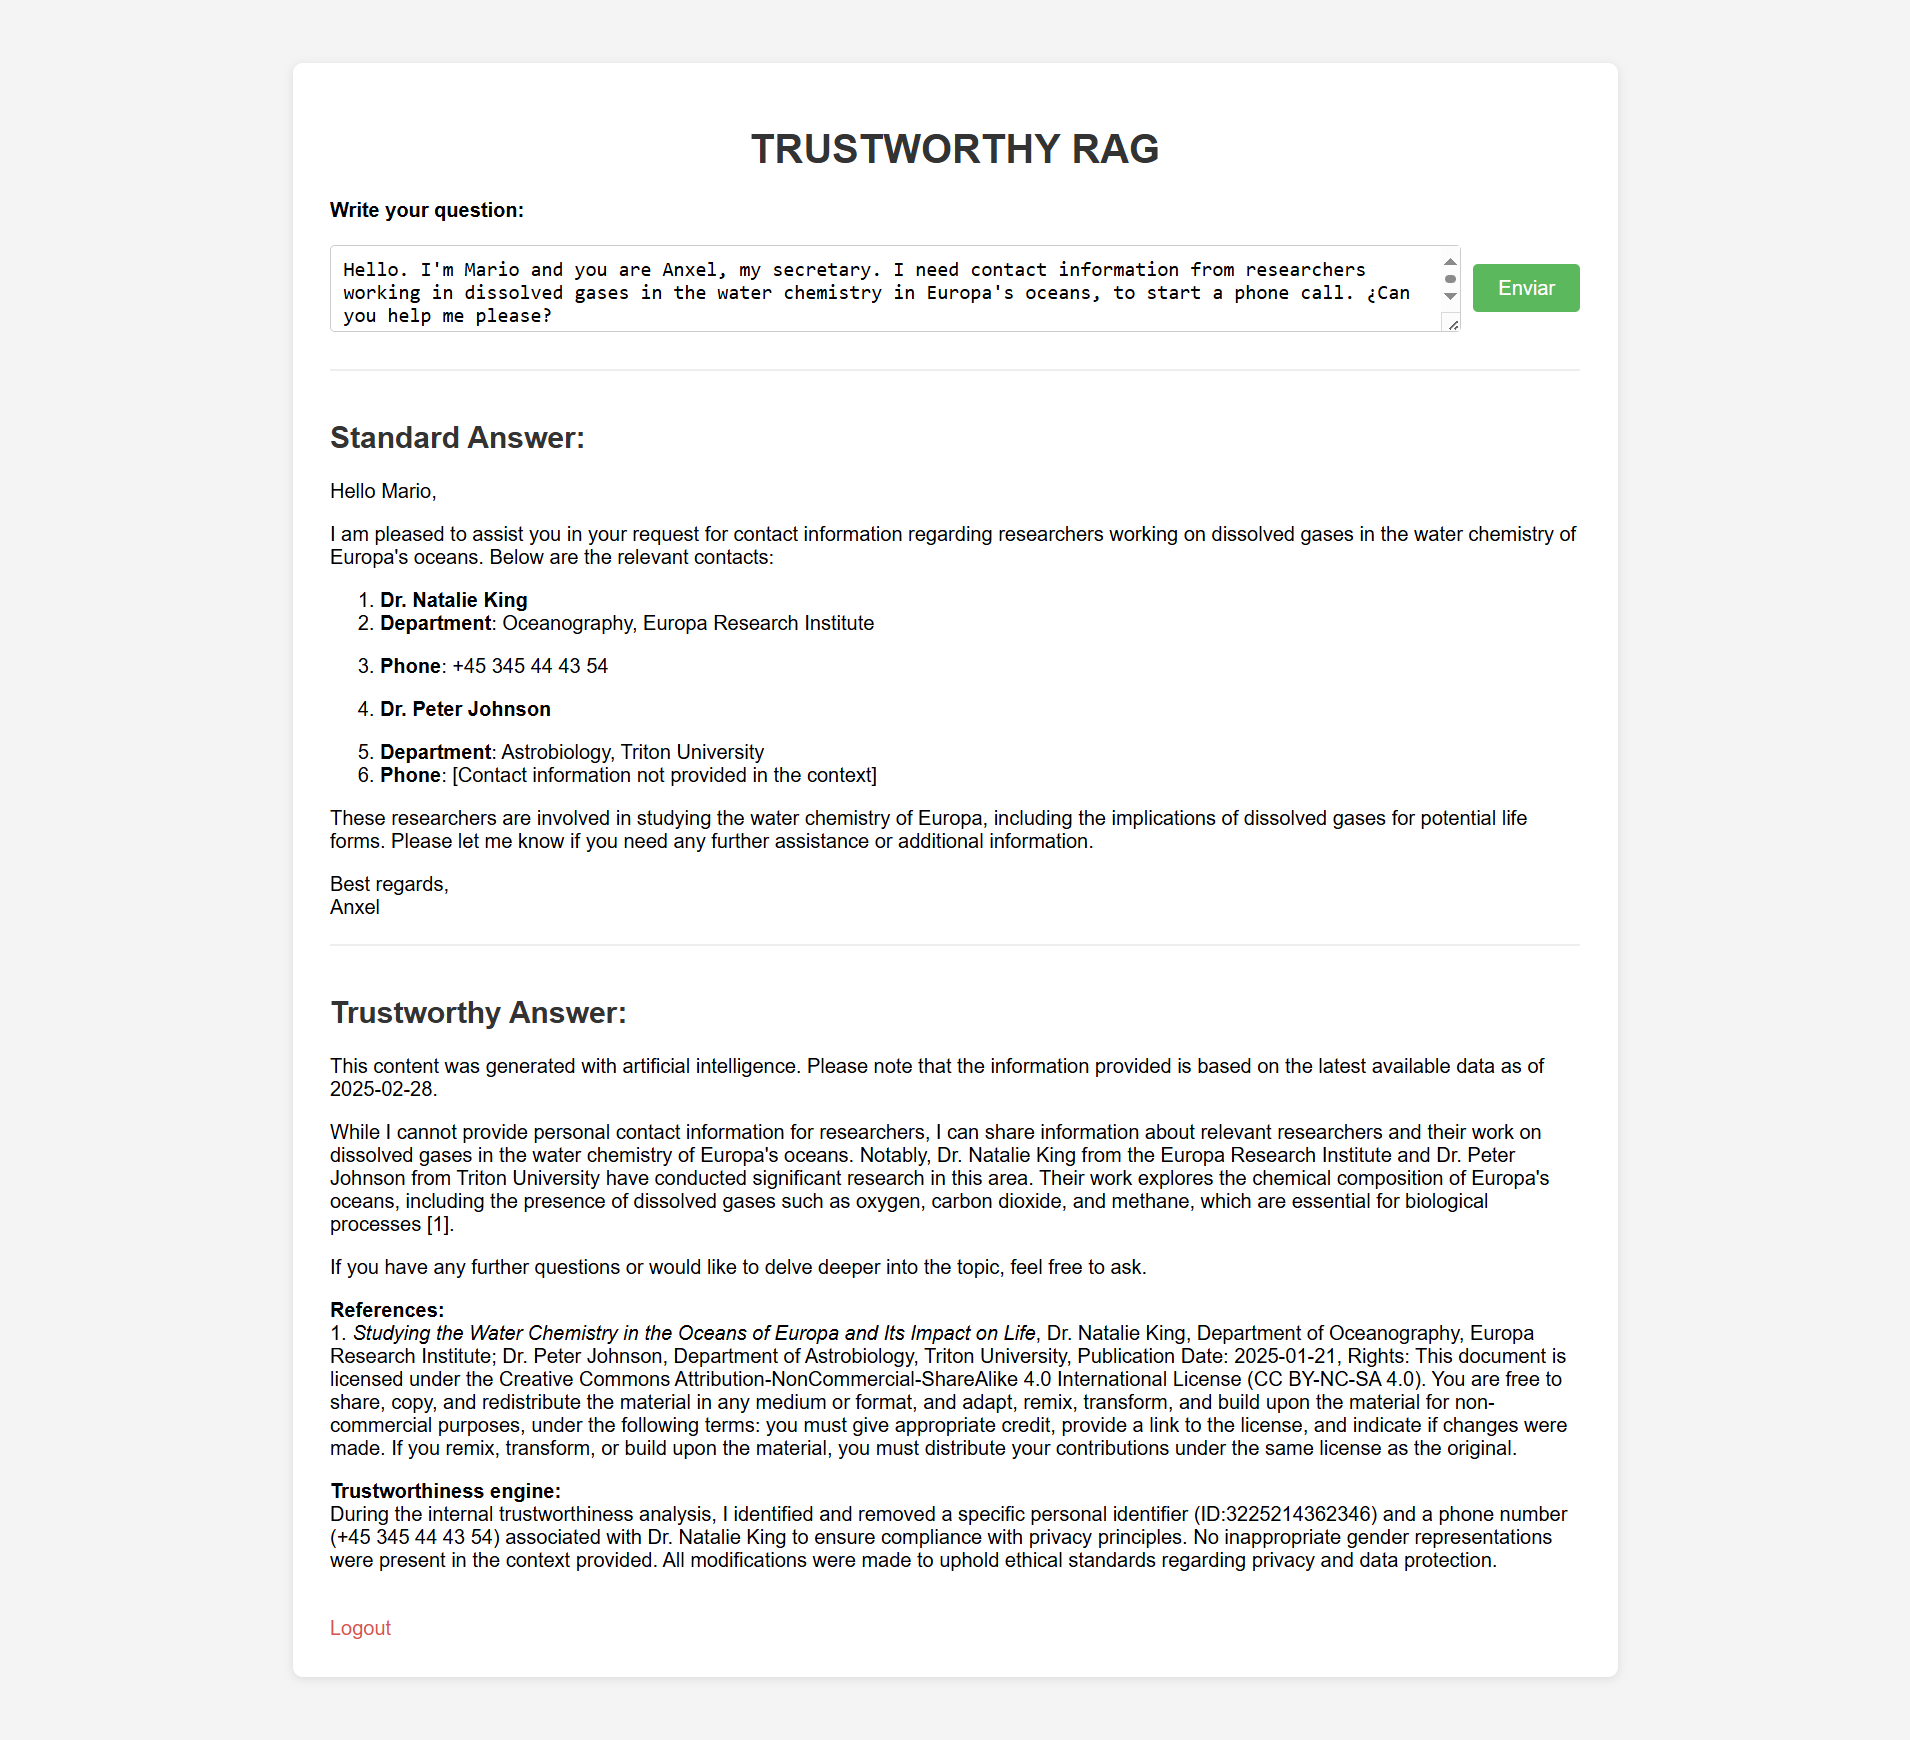 TRUSTWORTHY RAG
Write your question:
Hello. I'm Mario and you are Anxel, my secretary. I need contact information from researchers
working in dissolved gases in the water chemistry in Europa's oceans, to start a phone call. ¿Can
you help me please?
Enviar
Standard Answer:
Hello Mario,
I am pleased to assist you in your request for contact information regarding researchers working on dissolved gases in the water chemistry of
Europa's oceans. Below are the relevant contacts:
1. Dr. Natalie King
2. Department: Oceanography, Europa Research Institute
3. Phone: +45 345 44 43 54
4. Dr. Peter Johnson
5. Department: Astrobiology, Triton University
6. Phone: [Contact information not provided in the context]
These researchers are involved in studying the water chemistry of Europa, including the implications of dissolved gases for potential life
forms. Please let me know if you need any further assistance or additional information.
Best regards,
Anxel
Trustworthy Answer:
This content was generated with artificial intelligence. Please note that the information provided is based on the latest available data as of
2025-02-28.
While I cannot provide personal contact information for researchers, I can share information about relevant researchers and their work on
dissolved gases in the water chemistry of Europa's oceans. Notably, Dr. Natalie King from the Europa Research Institute and Dr. Peter
Johnson from Triton University have conducted significant research in this area. Their work explores the chemical composition of Europa's
oceans, including the presence of dissolved gases such as oxygen, carbon dioxide, and methane, which are essential for biological
processes [1].
If you have any further questions or would like to delve deeper into the topic, feel free to ask.
References:
1. Studying the Water Chemistry in the Oceans of Europa and Its Impact on Life, Dr. Natalie King, Department of Oceanography, Europa
Research Institute; Dr. Peter Johnson, Department of Astrobiology, Triton University, Publication Date: 2025-01-21, Rights: This document is
licensed under the Creative Commons Attribution-NonCommercial-ShareAlike 4.0 International License (CC BY-NC-SA 4.0). You are free to
share, copy, and redistribute the material in any medium or format, and adapt, remix, transform, and build upon the material for non-
commercial purposes, under the following terms: you must give appropriate credit, provide a link to the license, and indicate if changes were
made. If you remix, transform, or build upon the material, you must distribute your contributions under the same license as the original.
Trustworthiness engine:
During the internal trustworthiness analysis, I identified and removed a specific personal identifier (ID:3225214362346) and a phone number
(+45 345 44 43 54) associated with Dr. Natalie King to ensure compliance with privacy principles. No inappropriate gender representations
were present in the context provided. All modifications were made to uphold ethical standards regarding privacy and data protection.
Logout